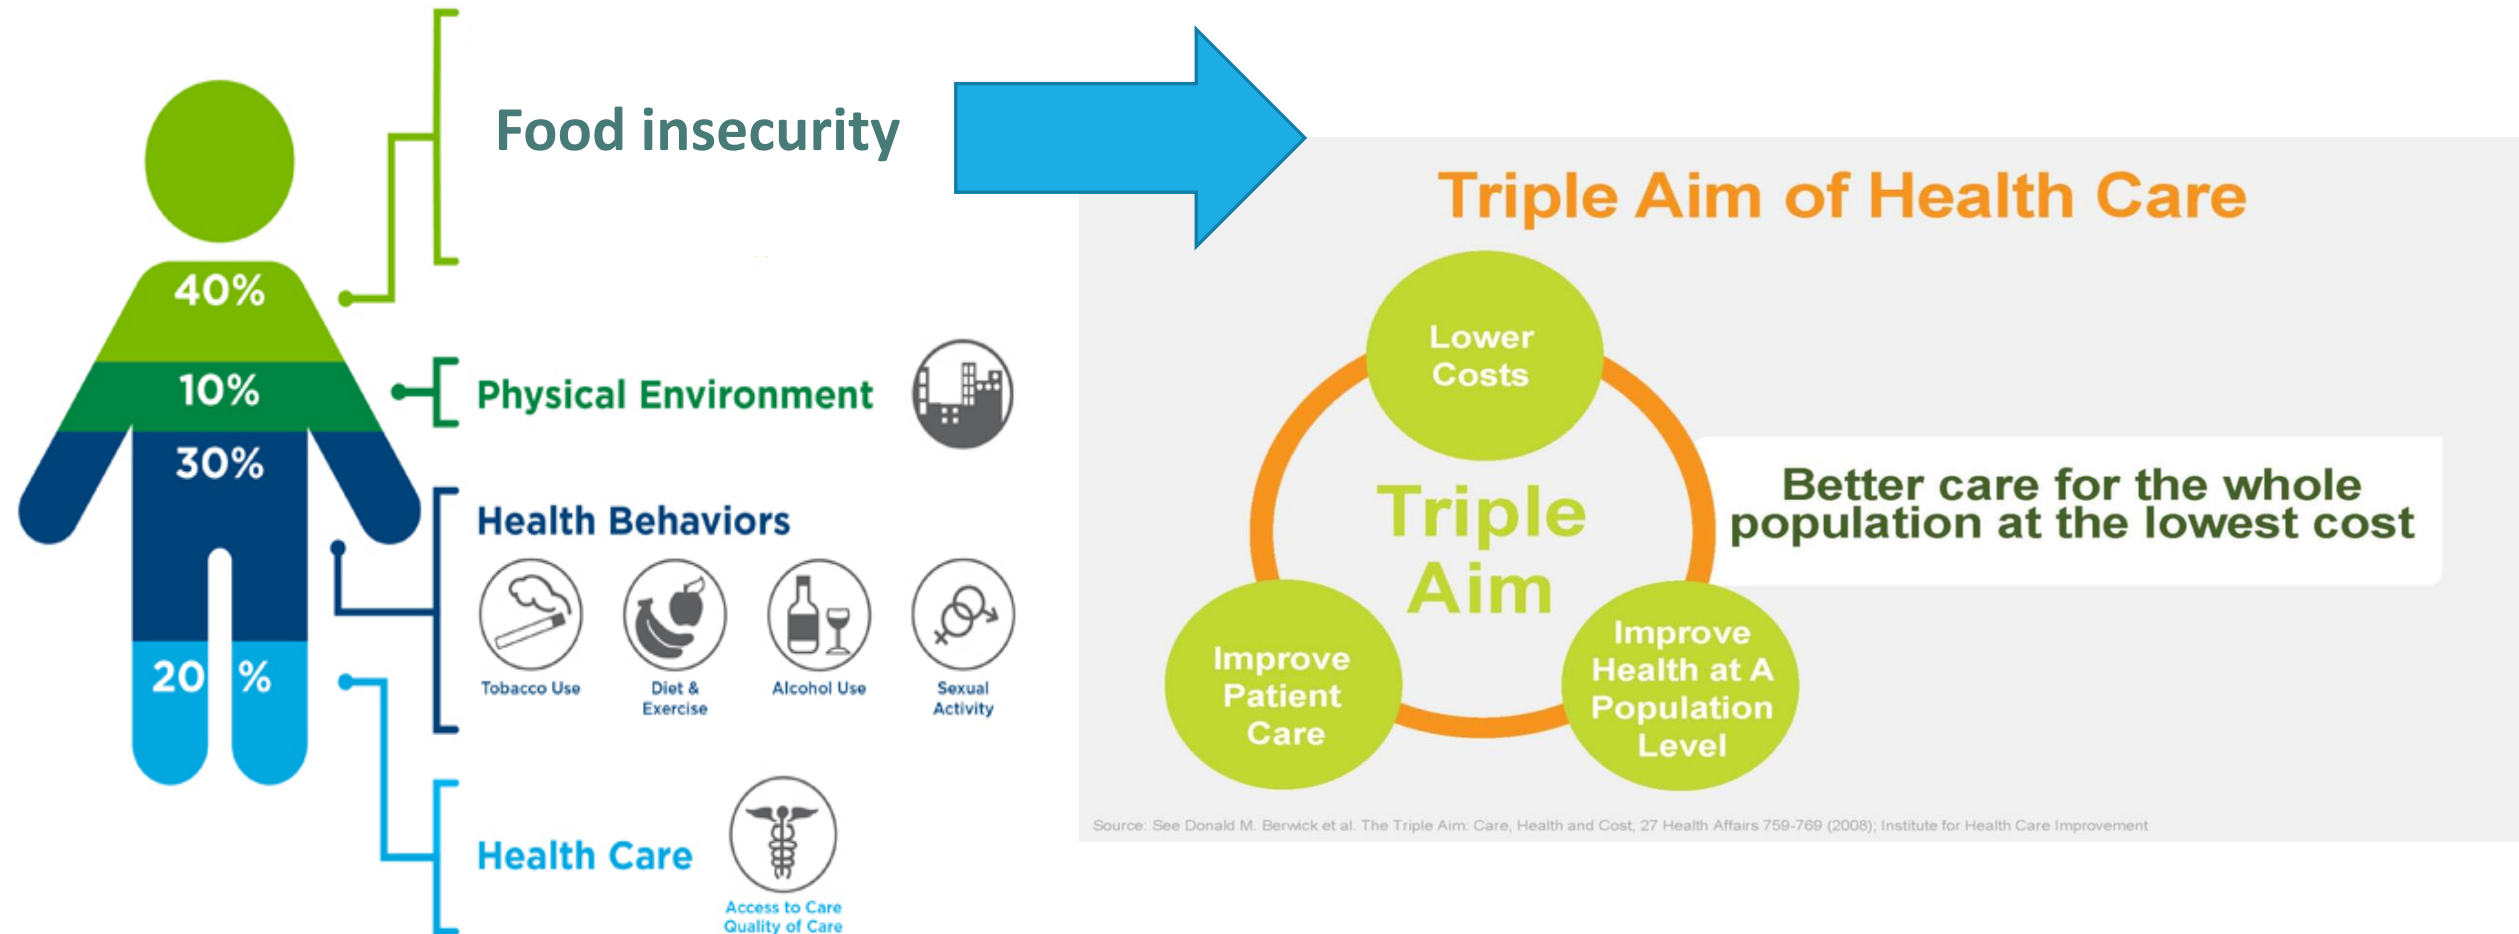 Food insecurity
40%
10%
Physical Environment
30%
Health Behaviors
Tobacco Use
Diet &
Exercise
Alcohol Use
Sexual
Activity
20 %
Health Care
Access to Care
Quality of Care
Triple Aim of Health Care
Lower
Costs
Triple
Aim
Better care for the whole
population at the lowest cost
Improve
Patient
Care
Improve
Health at A
Population
Level
Source: See Donald M. Berwick et al. The Triple Aim: Care, Health and Cost, 27 Health Affairs 759-769 (2008); Institute for Health Care Improvement